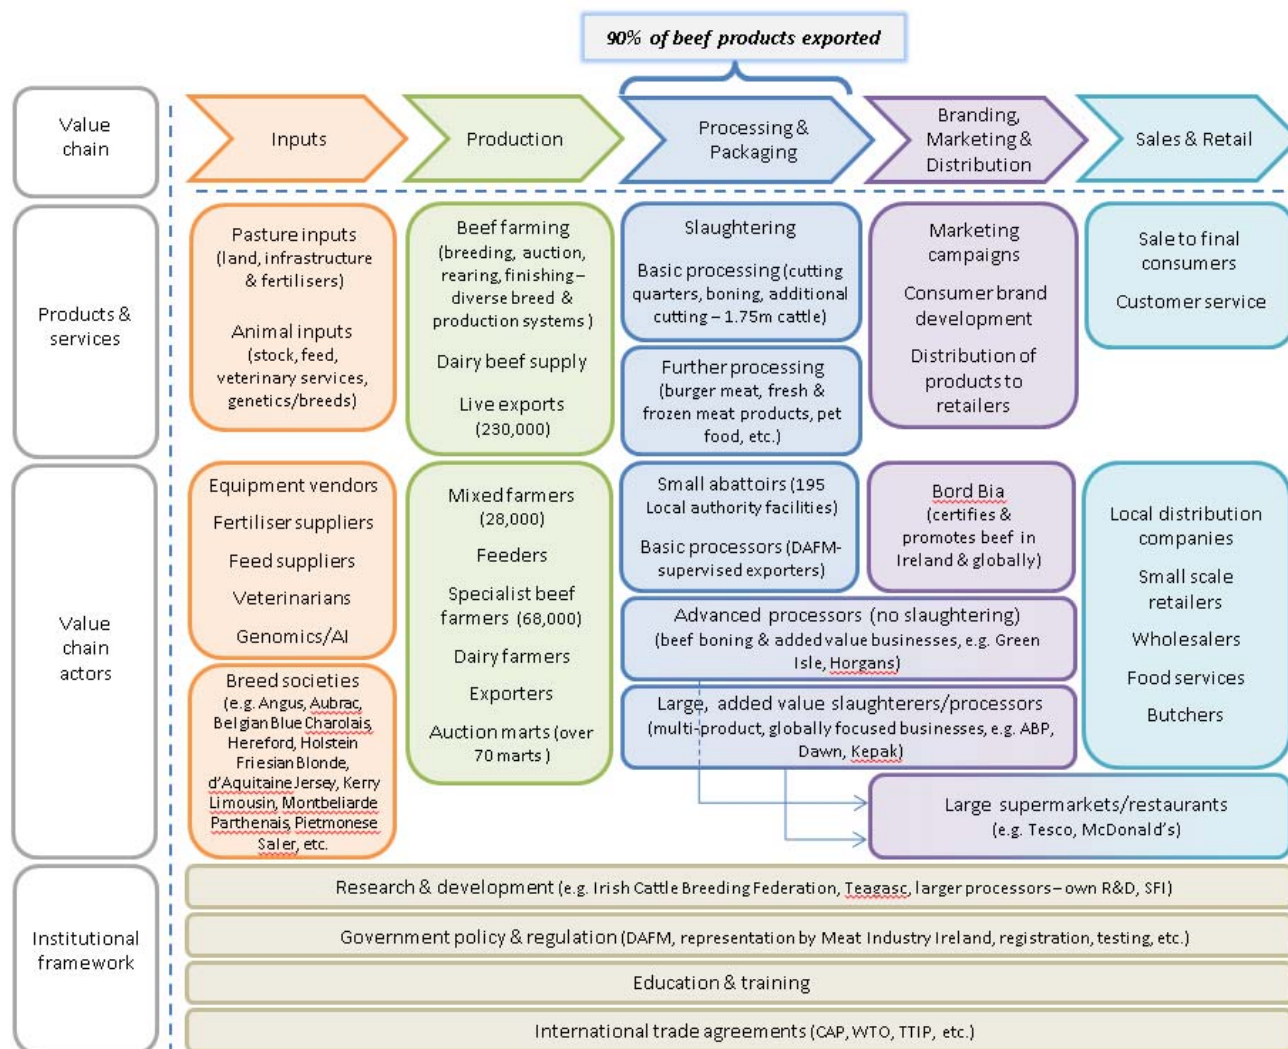 90% of beef products exported
Value
chain
Inputs
Production
Processing &
Packaging
Branding,
Marketing &
Distribution
Sales & Retail
Products &
services
Pasture inputs
(land, infrastructure
& fertilisers)
Animal inputs
(stock, feed,
veterinary services,
genetics/breeds)
Beef farming
(breeding, auction,
rearing, finishing –
diverse breed &
production systems )
Dairy beef supply
Live exports
(230,000)
Slaughtering
Basic processing (cutting
quarters, boning, additional
cutting – 1.75m cattle)
Further processing
(burger meat, fresh &
frozen meat products, pet
food, etc.)
Marketing
campaigns
Consumer brand
development
Distribution of
products to
retailers
Sale to final
consumers
Customer service
Value
chain
actors
Equipment vendors
Fertiliser suppliers
Feed suppliers
Veterinarians
Genomics/AI
Breed societies
(e.g. Angus, Aubrac,
Belgian Blue Charolais,
Hereford, Holstein
Friesian Blonde,
d'Aquitaine Jersey, Kerry
Limousin, Montbeliarde
Parthenais, Pietmonese
Saler, etc.
Mixed farmers
(28,000)
Feeders
Specialist beef
farmers (68,000)
Dairy farmers
Exporters
Auction marts (over
70 marts )
Small abattoirs (195
Local authority facilities)
Basic processors (DAFM-
supervised exporters)
Bord Bia
(certifies &
promotes beef in
Ireland & globally)
Advanced processors (no slaughtering)
(beef boning & added value businesses, e.g. Green
Isle, Horgans)
Large, added value slaughterers/processors
(multi-product, globally focused businesses, e.g. ABP,
Dawn, Kepak)
Local distribution
companies
Small scale
retailers
Wholesalers
Food services
Butchers
Large supermarkets/restaurants
(e.g. Tesco, McDonald's)
Institutional
framework
Research & development (e.g. Irish Cattle Breeding Federation, Teagasc, larger processors – own R&D, SFI)
Government policy & regulation (DAFM, representation by Meat Industry Ireland, registration, testing, etc.)
Education & training
International trade agreements (CAP, WTO, TTIP, etc.)